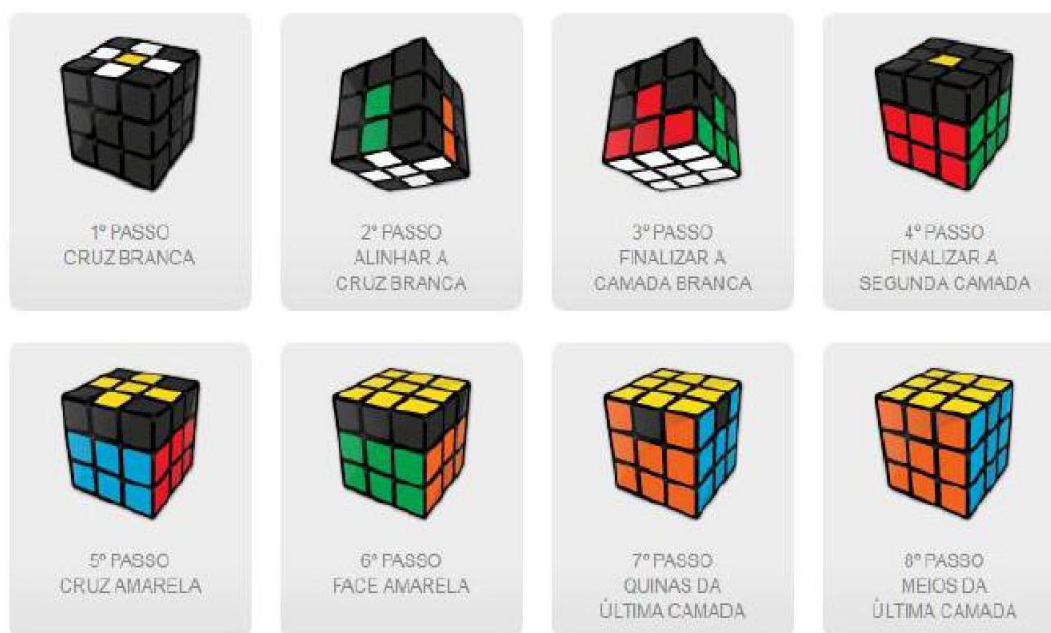 1º PASSO
CRUZ BRANCA
2º PASSO
ALINHAR A
CRUZ BRANCA
3º PASSO
FINALIZAR A
CAMADA BRANCA
4º PASSO
FINALIZAR A
SEGUNDA CAMADA
5º PASSO
CRUZ AMARELA
6º PASSO
FACE AMARELA
7º PASSO
QUINAS DA
ÚLTIMA CAMADA
8º PASSO
MEIOS DA
ÚLTIMA CAMADA